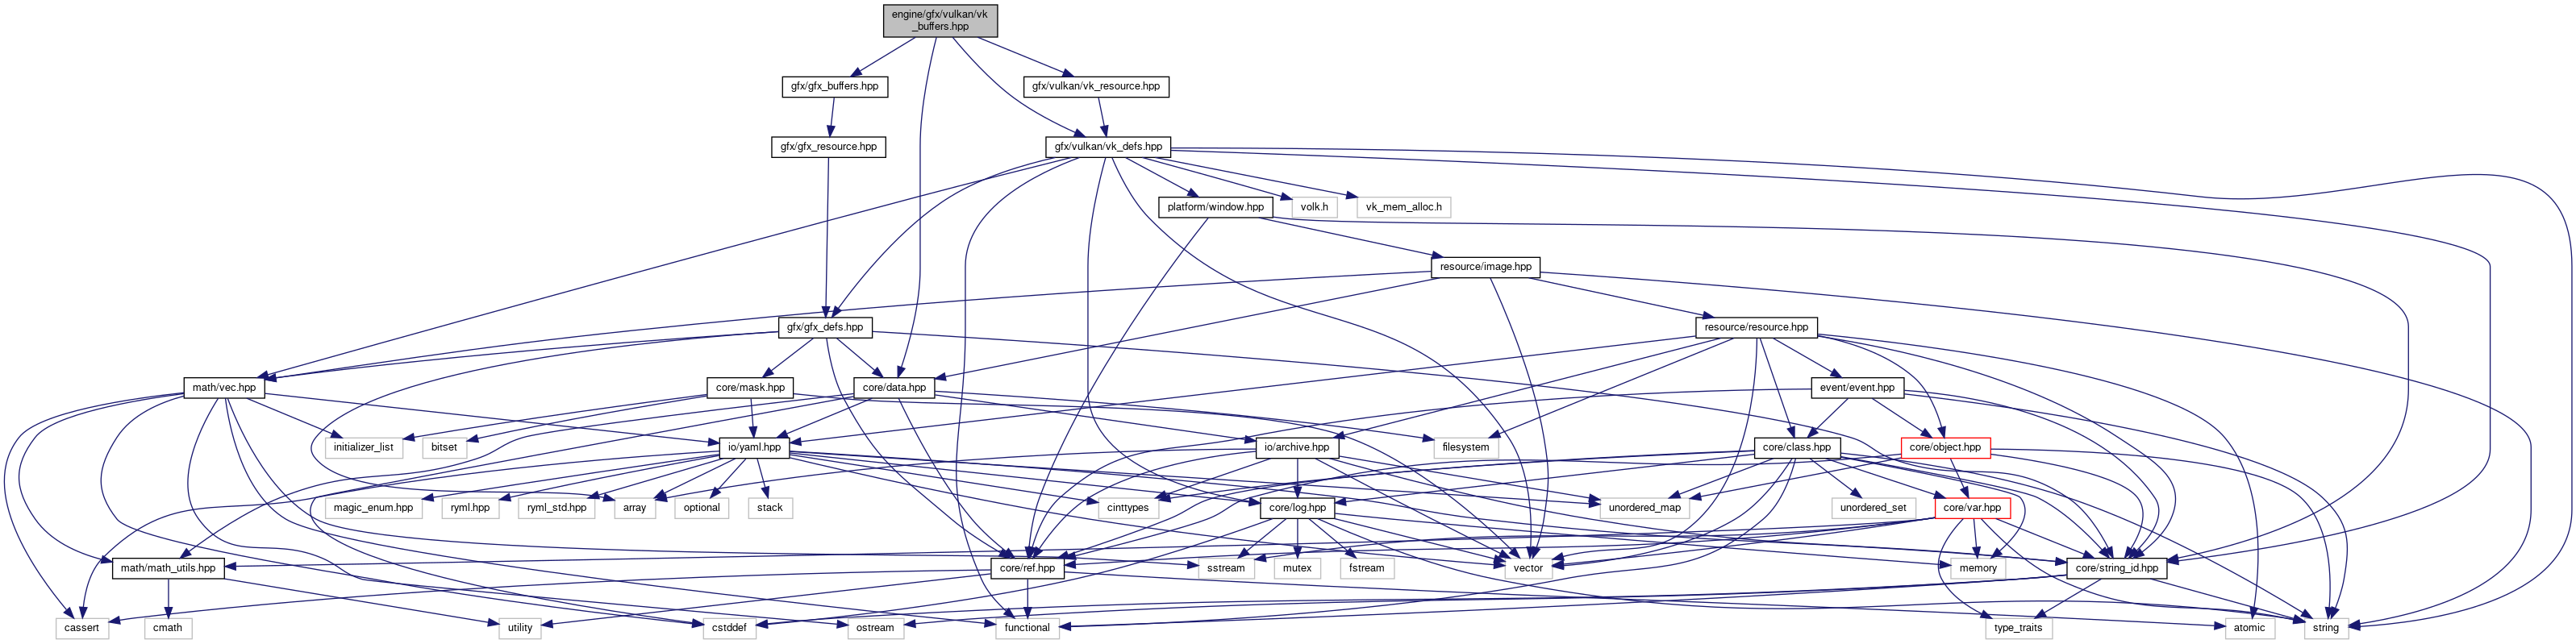 engine/gfx/vulkan/vk
_buffers.hpp
gfx/gfx_buffers.hpp
gfx/vulkan/vk_resource.hpp
gfx/gfx_resource.hpp
gfx/vulkan/vk_defs.hpp
platform/window.hpp
volk.h
vk_mem_alloc.h
resource/image.hpp
gfx/gfx_defs.hpp
resource/resource.hpp
math/vec.hpp
core/mask.hpp
core/data.hpp
event/event.hpp
initializer_list
bitset
io/yaml.hpp
filesystem
io/archive.hpp
core/class.hpp
core/object.hpp
magic_enum.hpp
ryml.hpp
ryml_std.hpp
array
optional
stack
cinttypes
core/log.hpp
unordered_map
unordered_set
core/var.hpp
math/math_utils.hpp
core/ref.hpp
sstream
mutex
fstream
vector
memory
core/string_id.hpp
cassert
cmath
utility
cstddef
ostream
functional
type_traits
atomic
string